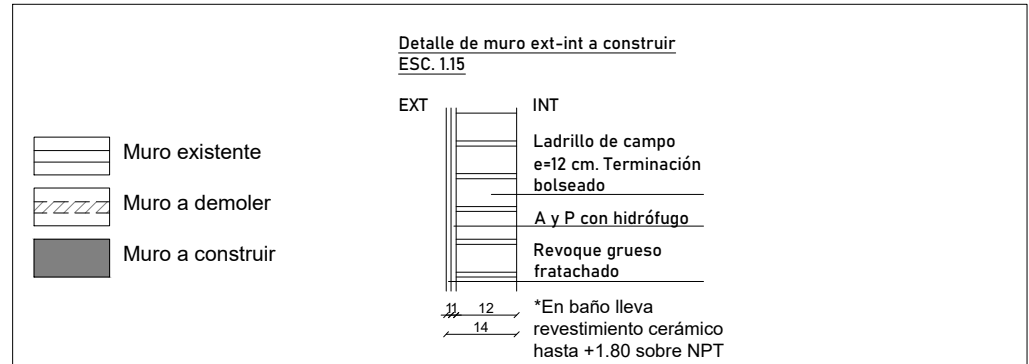 Detalle de muro ext-int a construir
ESC. 1.15
EXT
INT
Muro existente
Muro a demoler
Muro a construir
Ladrillo de campo
e=12 cm. Terminación
bolseado
A y P con hidrófugo
Revoque grueso
fratachado
1 1 12
14
*En baño lleva
revestimiento cerámico
hasta +1.80 sobre NPT